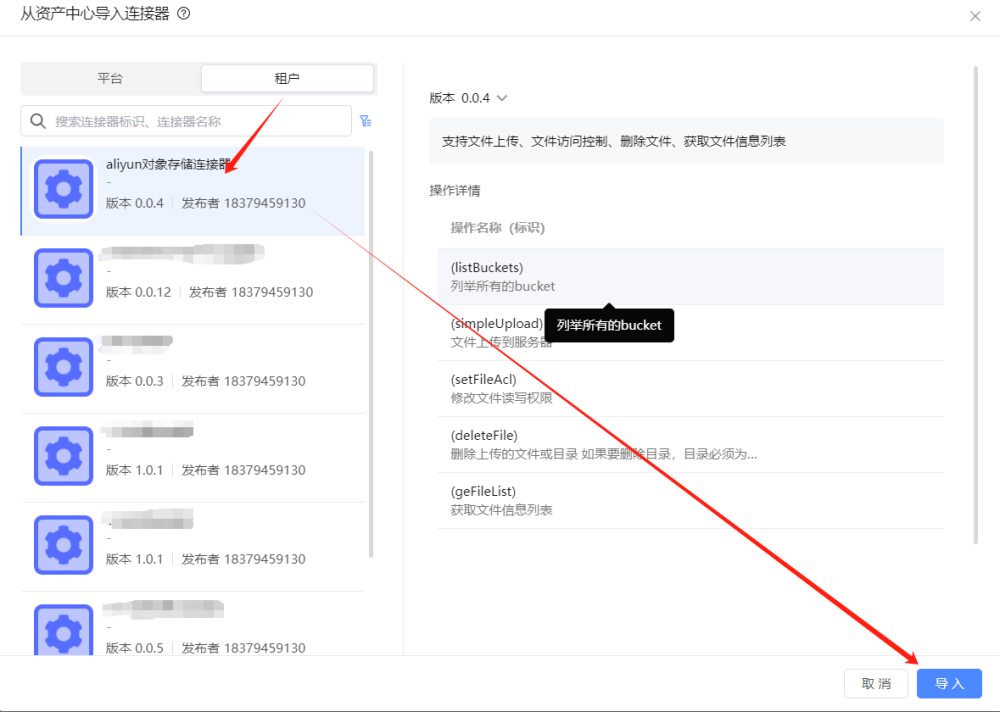 从资产中心导入连接器
平台
租户
搜索连接器标识、连接器名称
aliyun对象存储连接器
-
版本 0.0.4 发布者 18379459130
-
版本 0.0.12 发布者 18379459130
-
版本 0.0.3 发布者 18379459130
-
版本 1.0.1 发布者 18379459130
-
版本 1.0.1 发布者 18379459130
-
版本 0.0.5 发布者 18379459130
版本 0.0.4
支持文件上传、文件访问控制、删除文件、获取文件信息列表
操作详情
操作名称（标识）
(listBuckets)
列举所有的bucket
列举所有的bucket
(simpleUpload)
文件上传到服务器
(setFileAcl)
修改文件读写权限
(deleteFile)
删除上传的文件或目录 如果要删除目录，目录必须为...
(geFileList)
获取文件信息列表
取 消
导 入